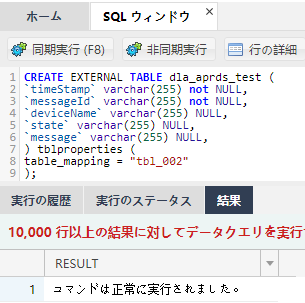 ホーム SQL ウィンドウ
同期実行 (F8) 非同期実行 行の詳細
1 CREATE EXTERNAL TABLE dla_aprds_test (
2 `timeStamp` varchar(255) not NULL,
3 `messageId` varchar(255) not NULL,
4 `deviceName` varchar(255) NULL,
5 `state` varchar(255) NULL,
6 `message` varchar(255) NULL,
7 ) tblproperties (
8 table_mapping = "tbl_002"
9 );
実行の履歴 実行のステータス 結果
10,000 行以上の結果に対してデータクエリを実行
RESULT
1 コマンドは正常に実行されました。